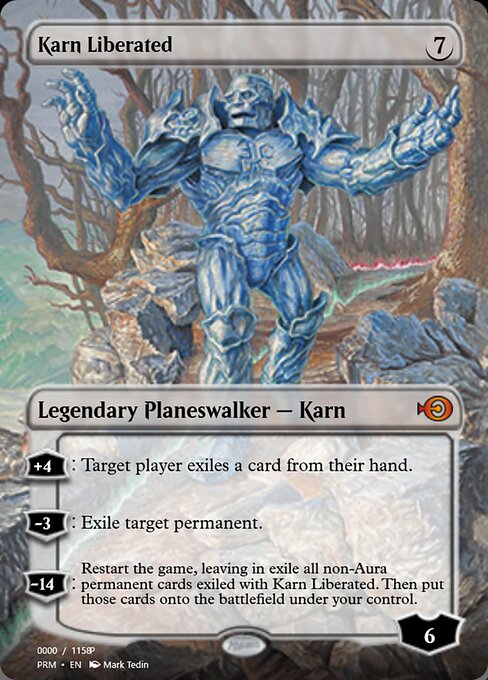 Karn Liberated 7
Legendary Planeswalker — Karn
+4 : Target player exiles a card from their hand.
-3 : Exile target permanent.
Restart the game, leaving in exile all non-Aura
-14 : permanent cards exiled with Karn Liberated. Then put
those cards onto the battlefield under your control.
6
0000 / 1158P
PRM • EN Mark Tedin